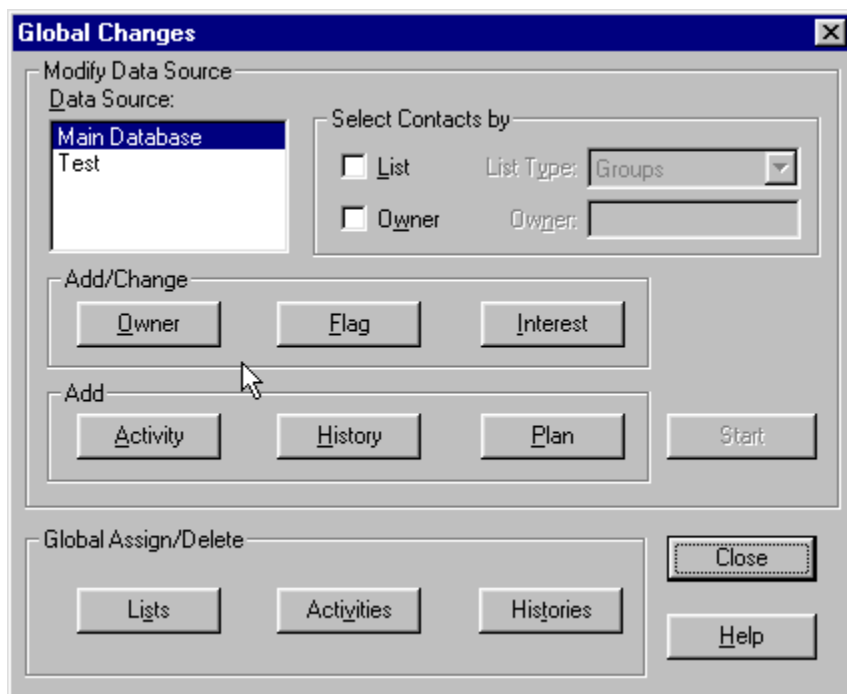 Global Changes
Modify Data Source
Data Source:
Main Database
Test
Select Contacts by
List List Type: Groups
Owner Owner:
Add/Change
Owner Flag Interest
Add
Activity History Plan Start
Global Assign/Delete
Lists Activities Histories
Close
Help